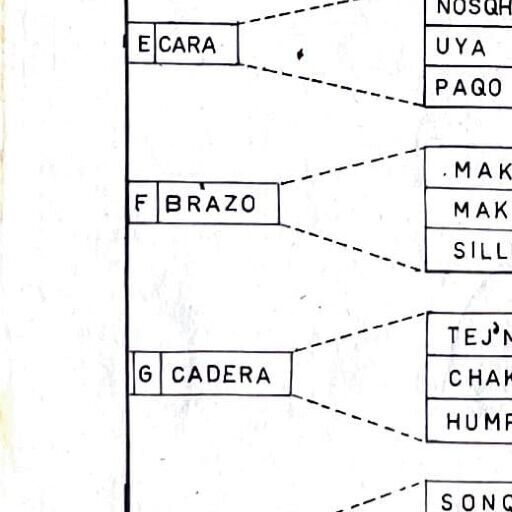 NOSQH
E CARA
UYA
PAQO
MAK
F BRAZO
MAK
SILL
TEJ'N
G CADERA
CHAK
HUMP
SONQ